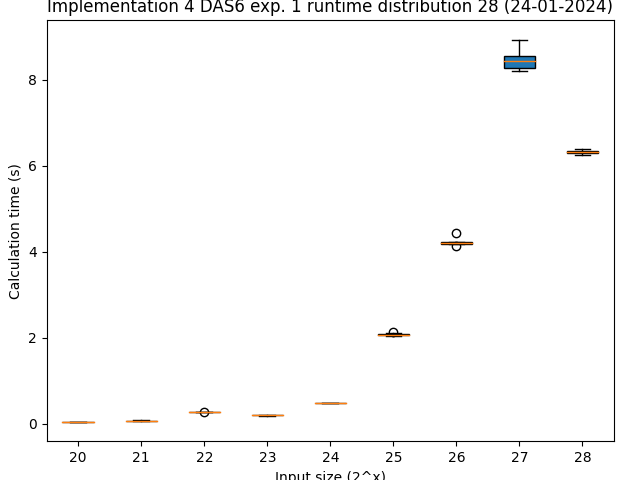 Implementation 4 DAS6 exp. 1 runtime distribution 28 (24-01-2024)
8
6
4
2
0
Calculation time (s)
20 21 22 23 24 25 26 27 28
Input size (2^x)